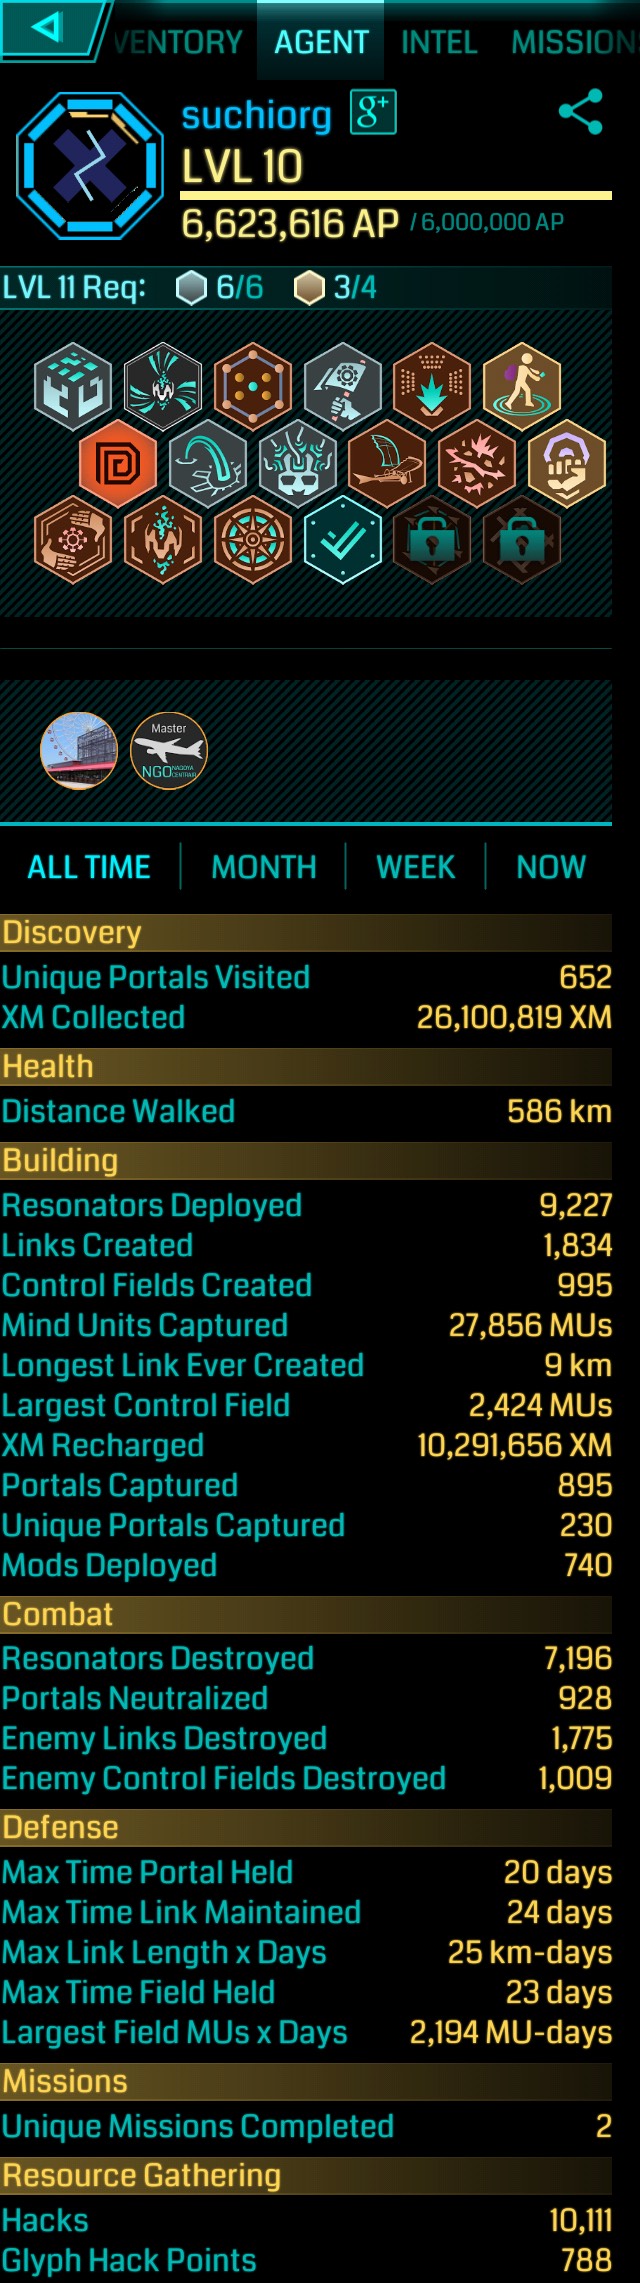 VENTORY AGENT INTEL MISSION
suchiorg g+
LVL 10
6,623,616 AP / 6,000,000 AP
LVL 11 Req: 6/6 3/4
Master
NGO NAGOYA
CENTRAIR
ALL TIME MONTH WEEK NOW
Discovery
Unique Portals Visited 652
XM Collected 26,100,819 XM
Health
Distance Walked 586 km
Building
Resonators Deployed 9,227
Links Created 1,834
Control Fields Created 995
Mind Units Captured 27,856 MUs
Longest Link Ever Created 9 km
Largest Control Field 2,424 MUs
XM Recharged 10,291,656 XM
Portals Captured 895
Unique Portals Captured 230
Mods Deployed 740
Combat
Resonators Destroyed 7,196
Portals Neutralized 928
Enemy Links Destroyed 1,775
Enemy Control Fields Destroyed 1,009
Defense
Max Time Portal Held 20 days
Max Time Link Maintained 24 days
Max Link Length x Days 25 km-days
Max Time Field Held 23 days
Largest Field MUs x Days 2,194 MU-days
Missions
Unique Missions Completed 2
Resource Gathering
Hacks 10,111
Glyph Hack Points 788